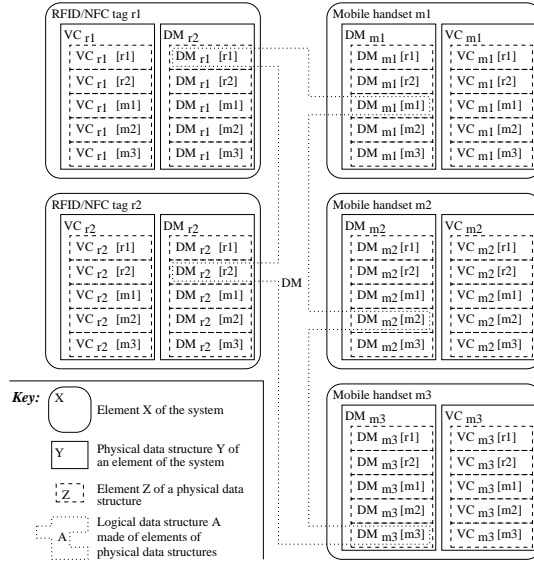 RFID/NFC tag r1
VC r1
VC r1 [r1]
VC r1 [r2]
VC r1 [m1]
VC r1 [m2]
VC r1 [m3]
DM r2
DM r1 [r1]
DM r1 [r2]
DM r1 [m1]
DM r1 [m2]
DM r1 [m3]
Mobile handset m1
DM m1
DM m1 [r1]
DM m1 [r2]
DM m1 [m1]
DM m1 [m2]
DM m1 [m3]
VC m1
VC m1 [r1]
VC m1 [r2]
VC m1 [m1]
VC m1 [m2]
VC m1 [m3]
RFID/NFC tag r2
VC r2
VC r2 [r1]
VC r2 [r2]
VC r2 [m1]
VC r2 [m2]
VC r2 [m3]
DM r2
DM r2 [r1]
DM r2 [r2]
DM r2 [m1]
DM r2 [m2]
DM r2 [m3]
DM
Mobile handset m2
DM m2
DM m2 [r1]
DM m2 [r2]
DM m2 [m1]
DM m2 [m2]
DM m2 [m3]
VC m2
VC m2 [r1]
VC m2 [r2]
VC m2 [m1]
VC m2 [m2]
VC m2 [m3]
Mobile handset m3
DM m3
DM m3 [r1]
DM m3 [r2]
DM m3 [m1]
DM m3 [m2]
DM m3 [m3]
VC m3
VC m3 [r1]
VC m3 [r2]
VC m3 [m1]
VC m3 [m2]
VC m3 [m3]
Key:
X
Element X of the system
Y
Physical data structure Y of
an element of the system
Z
Element Z of a physical data
structure
A
Logical data structure A
made of elements of
physical data structures